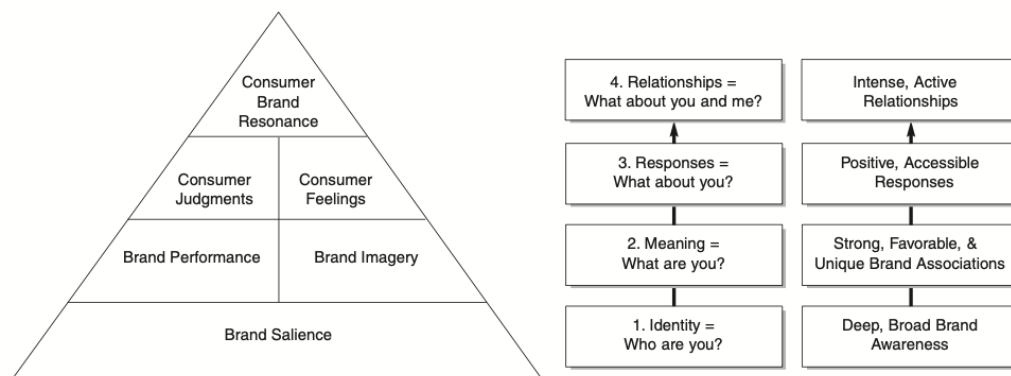 Consumer
Brand
Resonance
Consumer
Judgments
Consumer
Feelings
Brand Performance
Brand Imagery
Brand Salience
4. Relationships =
What about you and me?
3. Responses =
What about you?
2. Meaning =
What are you?
1. Identity =
Who are you?
Intense, Active
Relationships
Positive, Accessible
Responses
Strong, Favorable, &
Unique Brand Associations
Deep, Broad Brand
Awareness